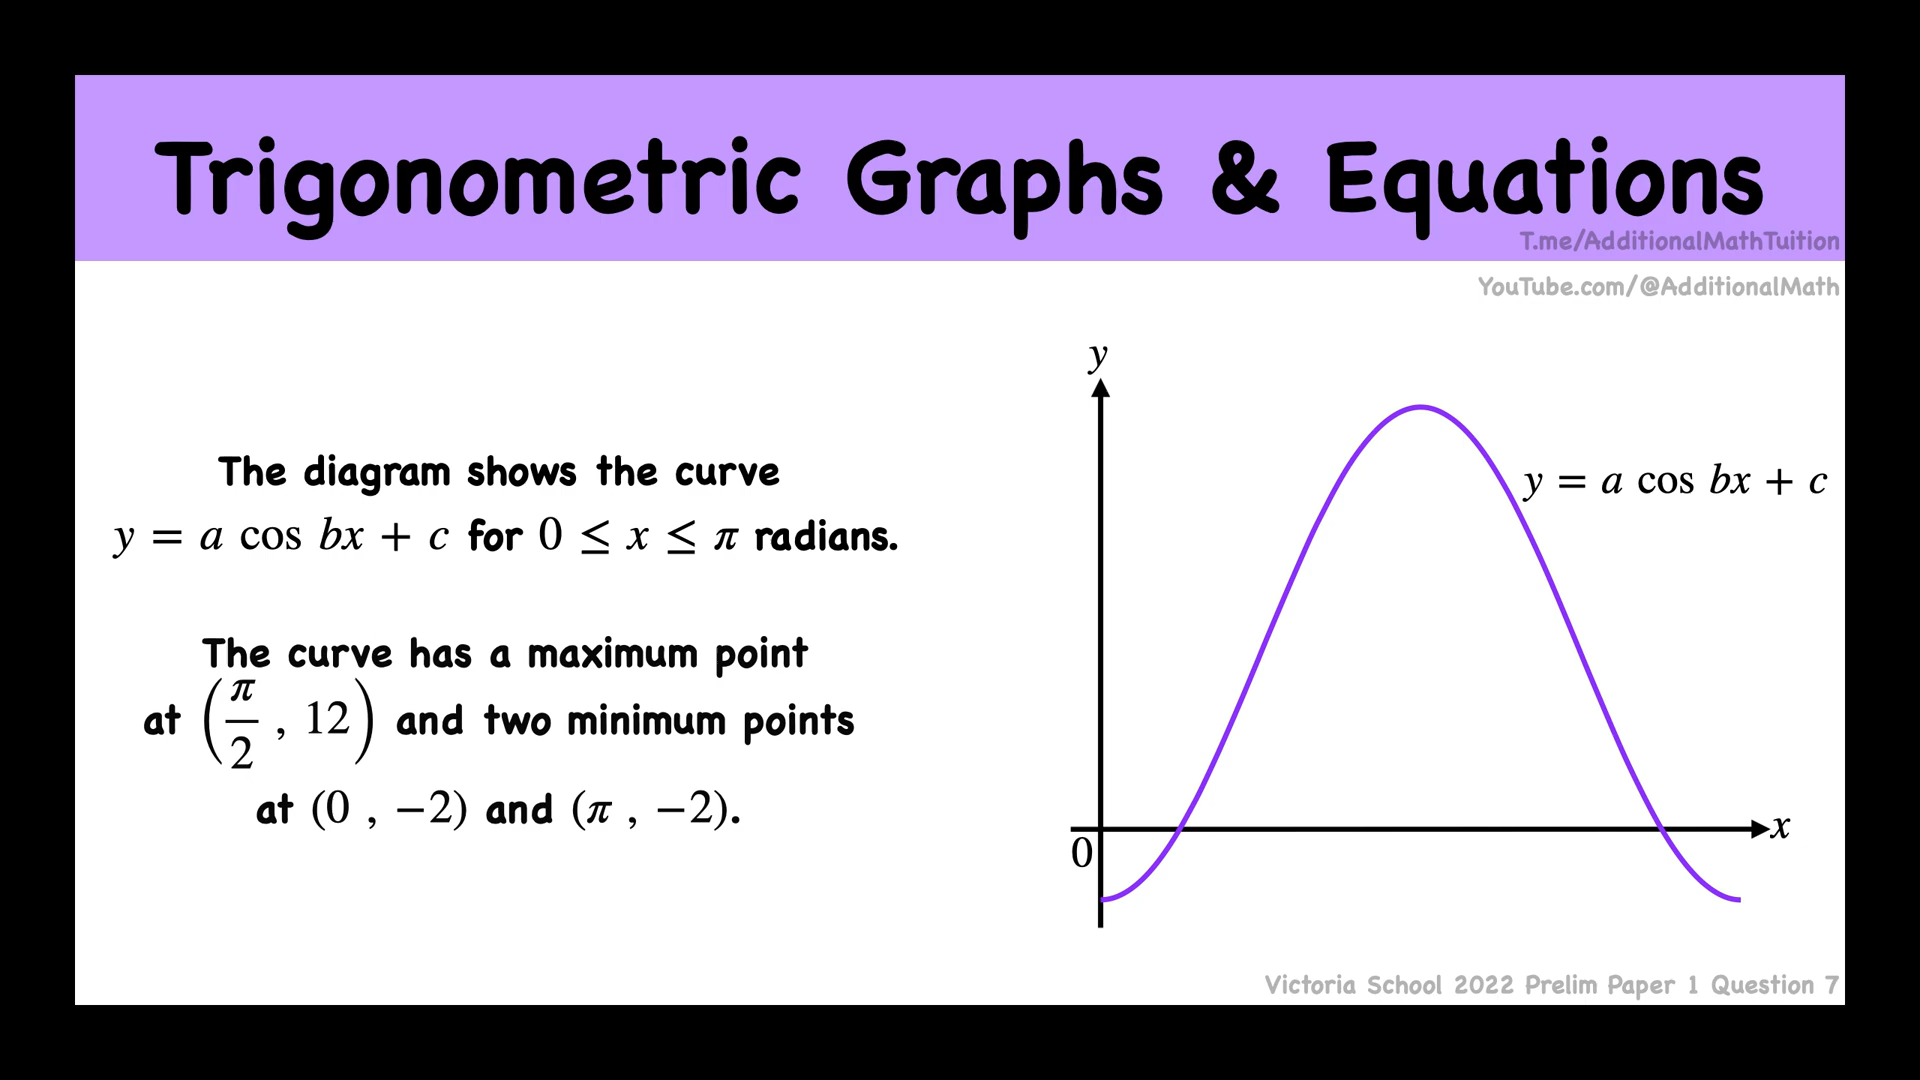 Trigonometric Graphs & Equations
T.me/AdditionalMathTuition
YouTube.com/@AdditionalMath
The diagram shows the curve
y = a cos bx + c for 0 ≤ x ≤ π radians.
The curve has a maximum point
at (π/2 , 12) and two minimum points
at (0 , −2) and (π , −2).
y
y = a cos bx + c
x
0
Victoria School 2022 Prelim Paper 1 Question 7